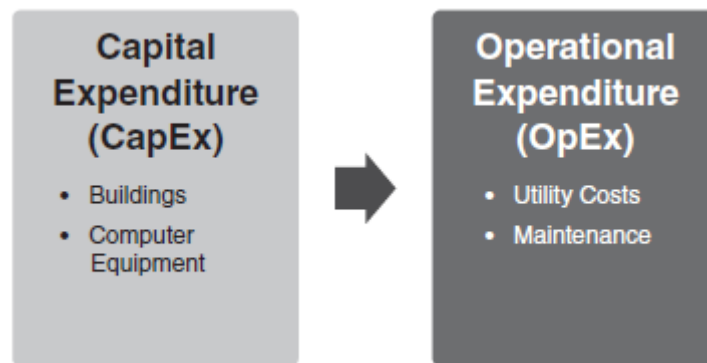 Capital
Expenditure
(CapEx)
• Buildings
• Computer
Equipment
Operational
Expenditure
(OpEx)
• Utility Costs
• Maintenance